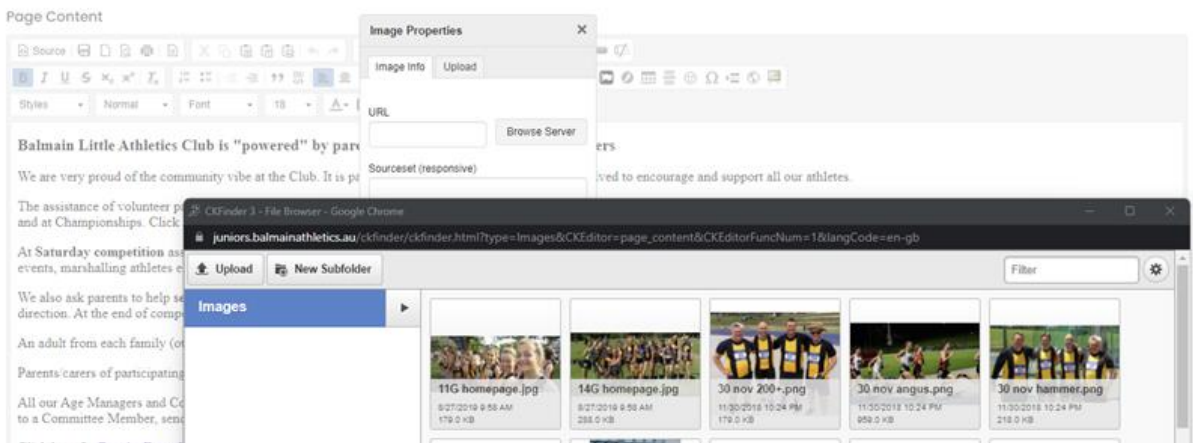 Page Content
Image Properties
Source
Image Info Upload
Styles Normal Font 18
URL
Browse Server
Balmain Little Athletics Club is "powered" by
ers
Sourceset (responsive)
We are very proud of the community vibe at the Club. It is
ved to encourage and support all our athletes.
The assistance of volunteer
and at Championships. Click
CKFinder 3 - File Browser - Google Chrome
juniors.balmainathletics.au/ckfinder/ckfinder.html?type=Images&CKEditor=page_content&CKEditorFuncNum=1&langCode=en-gb
At Saturday competition
events, marshalling athletes
Upload New Subfolder
Filter
We also ask parents to help
direction. At the end of
Images
An adult from each family
Parents/carers of participating
All our Age Managers and
to a Committee Member,
11G homepage.jpg
8/27/2019 9:58 AM
179.0 KB
14G homepage.jpg
8/27/2019 9:58 AM
288.0 KB
30 nov 200+.png
11/30/2018 10:24 PM
179.0 KB
30 nov angus.png
11/30/2018 10:24 PM
959.0 KB
30 nov hammer.png
11/30/2018 10:24 PM
218.0 KB